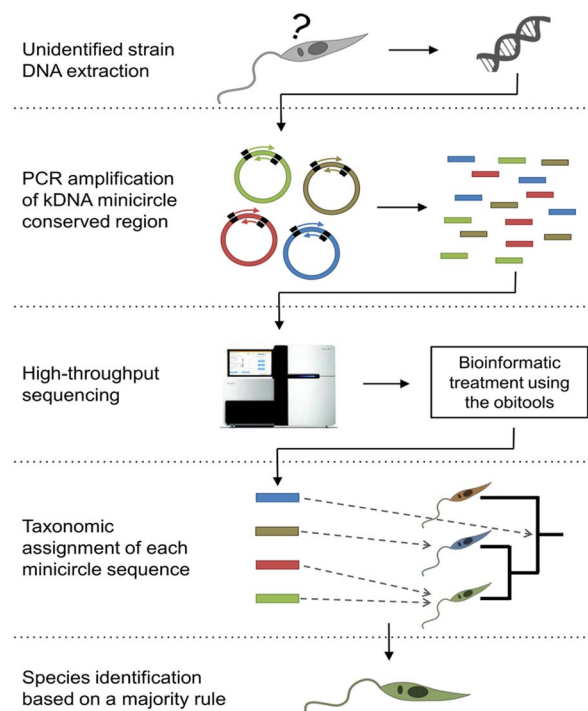 Unidentified strain
DNA extraction
?
PCR amplification
of kDNA minicircle
conserved region
High-throughput
sequencing
Bioinformatic
treatment using
the obitools
Taxonomic
assignment of each
minicircle sequence
Species identification
based on a majority rule